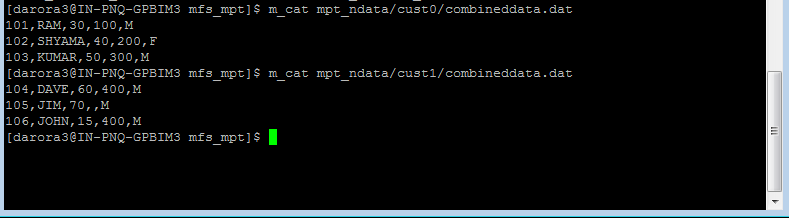 [darora3@IN-PNQ-GPBIM3 mfs_mpt]$ m_cat mpt_ndata/cust0/combineddata.dat
101,RAM,30,100,M
102,SHYAMA,40,200,F
103,KUMAR,50,300,M
[darora3@IN-PNQ-GPBIM3 mfs_mpt]$ m_cat mpt_ndata/cust1/combineddata.dat
104,DAVE,60,400,M
105,JIM,70,,M
106,JOHN,15,400,M
[darora3@IN-PNQ-GPBIM3 mfs_mpt]$